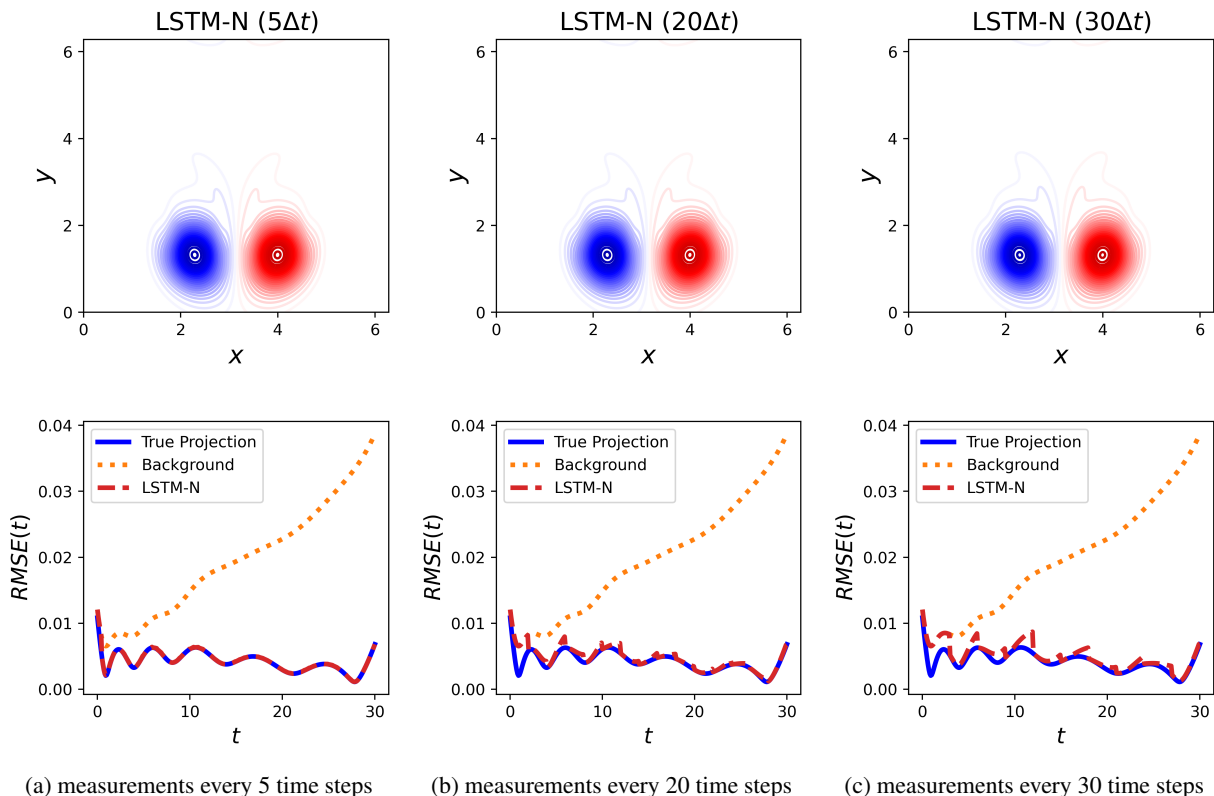 LSTM-N (5Δt)
LSTM-N (20Δt)
LSTM-N (30Δt)
6
4
2
0
y
0
2
4
6
x
6
4
2
0
y
0
2
4
6
x
6
4
2
0
y
0
2
4
6
x
0.04
0.03
0.02
0.01
0.00
RMSE(t)
True Projection
Background
LSTM-N
0
10
20
30
t
0.04
0.03
0.02
0.01
0.00
RMSE(t)
True Projection
Background
LSTM-N
0
10
20
30
t
0.04
0.03
0.02
0.01
0.00
RMSE(t)
True Projection
Background
LSTM-N
0
10
20
30
t
(a) measurements every 5 time steps
(b) measurements every 20 time steps
(c) measurements every 30 time steps